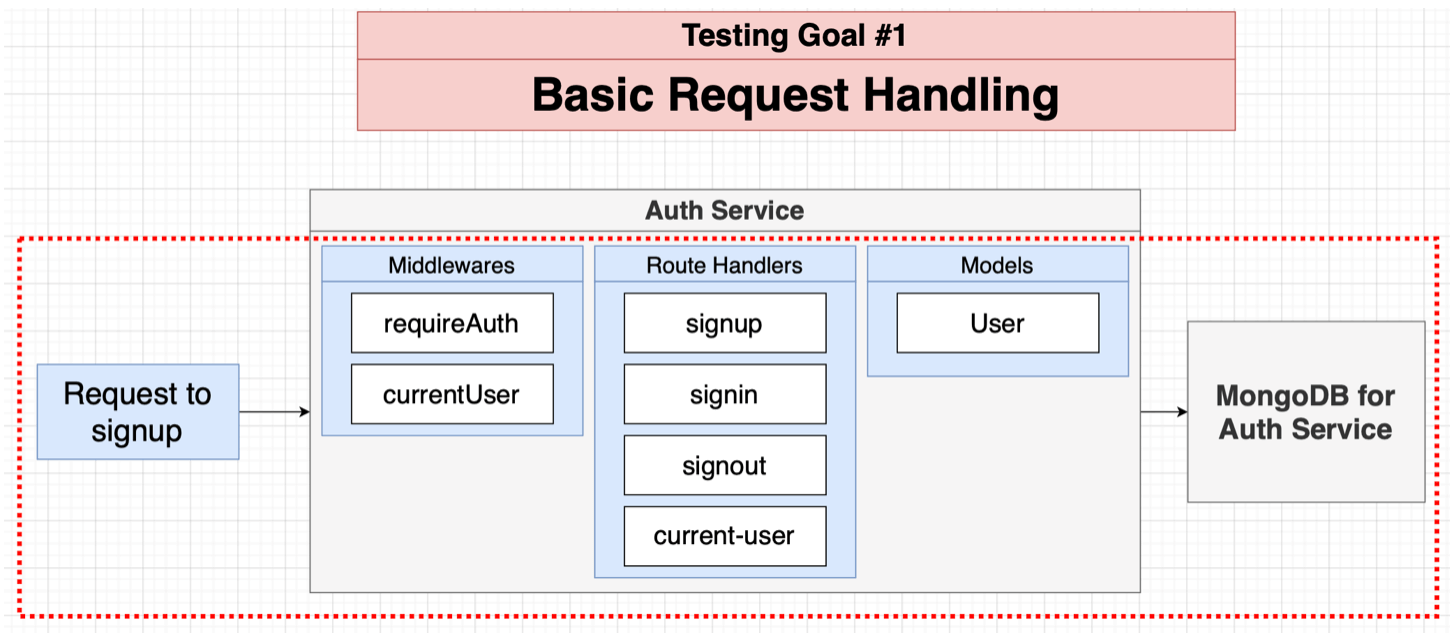 Testing Goal #1
Basic Request Handling
Auth Service
Middlewares
requireAuth
currentUser
Route Handlers
signup
signin
signout
current-user
Models
User
Request to
signup
MongoDB for
Auth Service